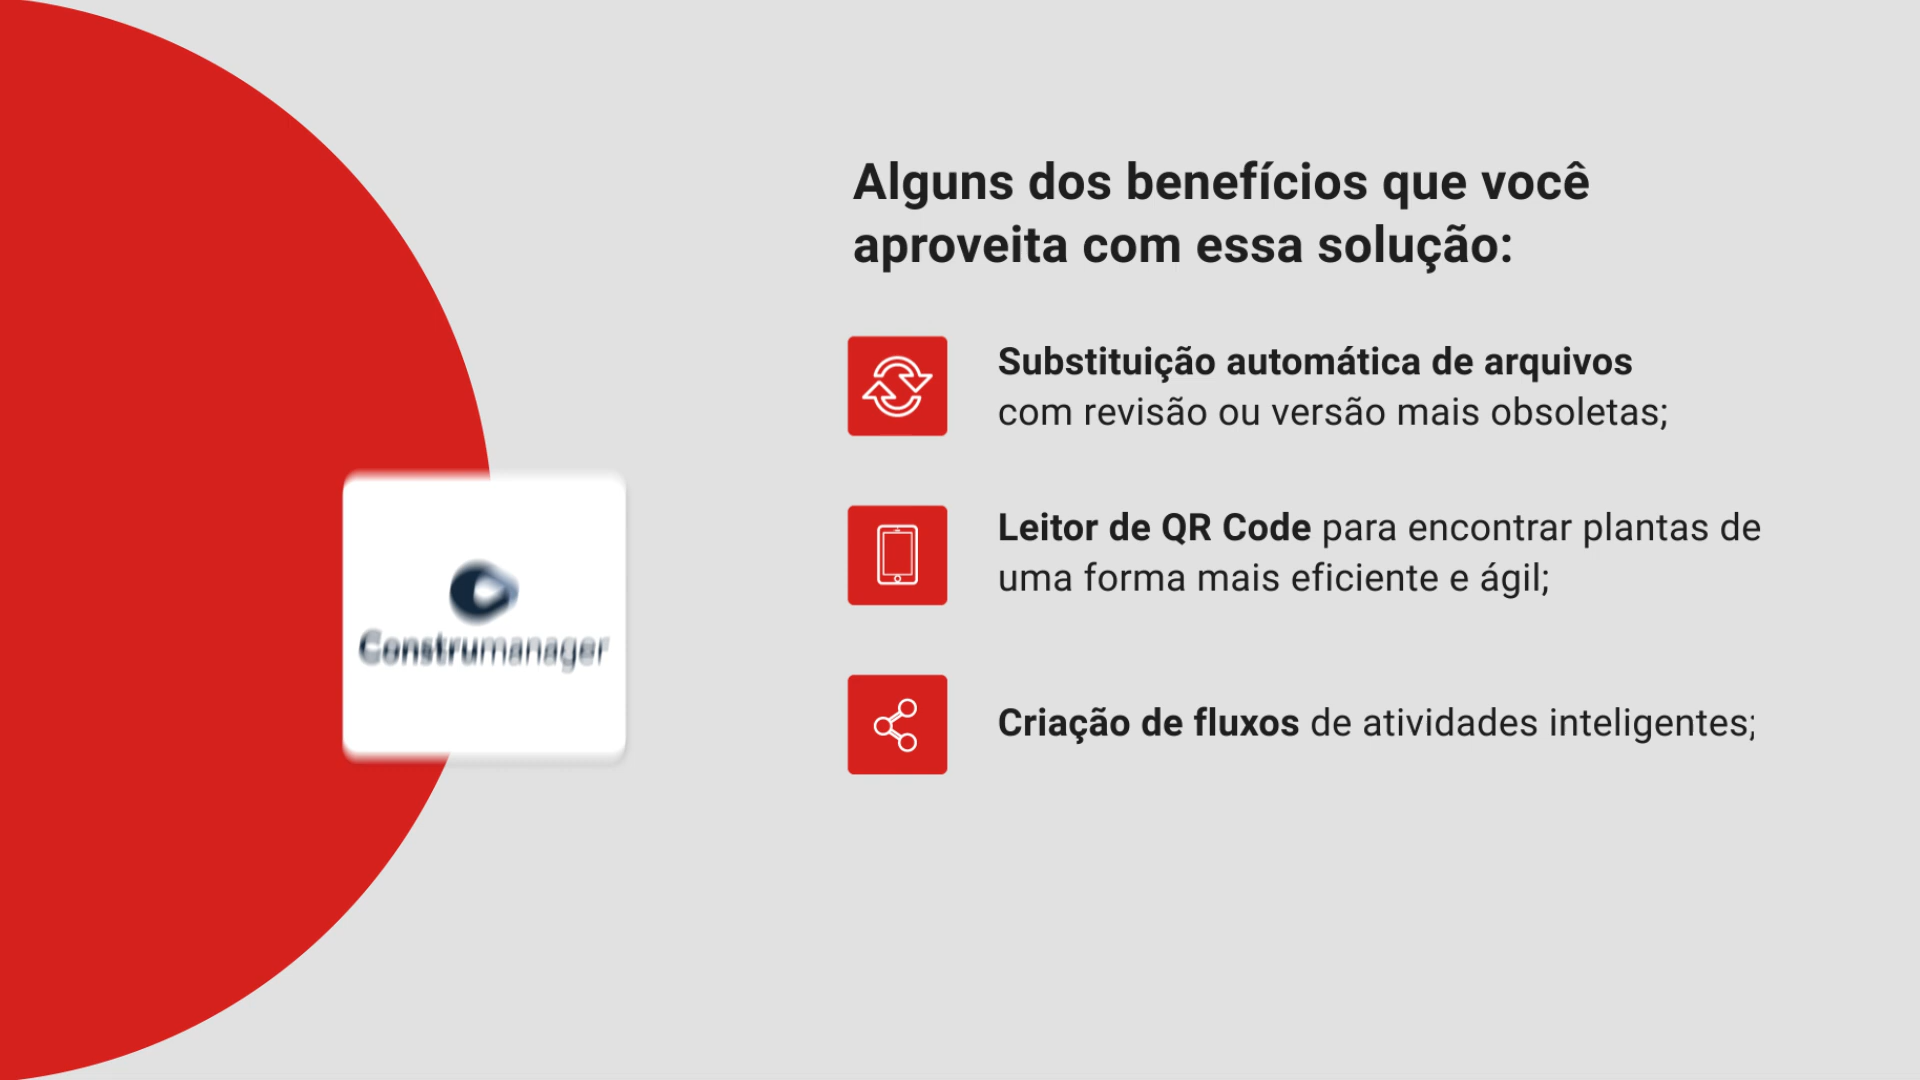 Alguns dos benefícios que você
aproveita com essa solução:
Substituição automática de arquivos
com revisão ou versão mais obsoletas;
Leitor de QR Code para encontrar plantas de
uma forma mais eficiente e ágil;
Criação de fluxos de atividades inteligentes;
Construmanager